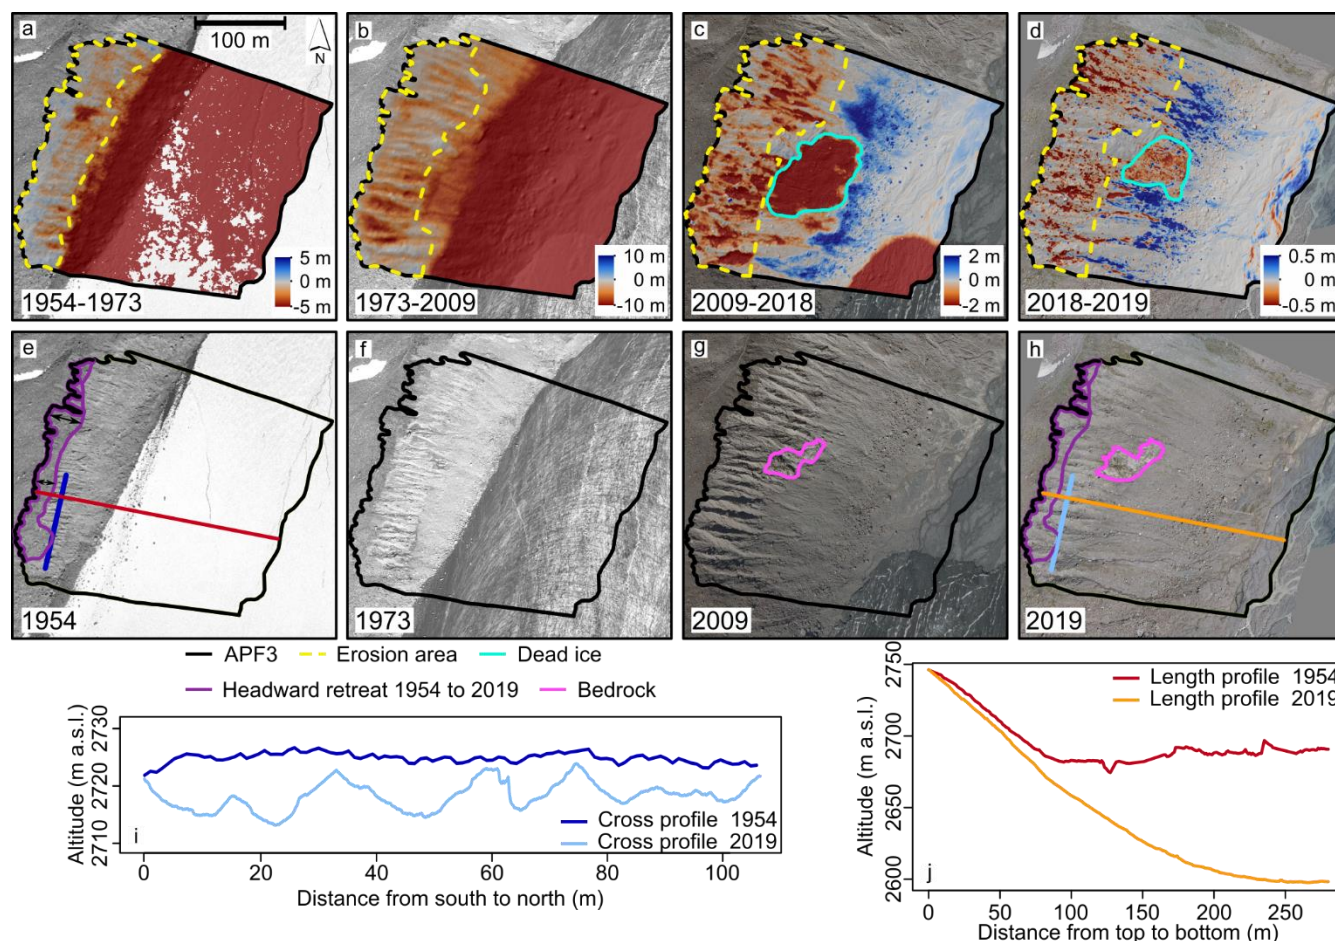 a
100 m
N
5 m
0 m
-5 m
1954-1973
b
10 m
0 m
-10 m
1973-2009
c
2 m
0 m
-2 m
2009-2018
d
0.5 m
0 m
-0.5 m
2018-2019
e
1954
f
1973
g
2009
h
2019
APF3
Erosion area
Dead ice
Headward retreat 1954 to 2019
Bedrock
Altitude (m a.s.l.)
2730
2720
2710
i
Cross profile 1954
Cross profile 2019
0
20
40
60
80
100
Distance from south to north (m)
Altitude (m a.s.l.)
2750
2700
2650
2600
Length profile 1954
Length profile 2019
j
0
50
100
150
200
250
Distance from top to bottom (m)